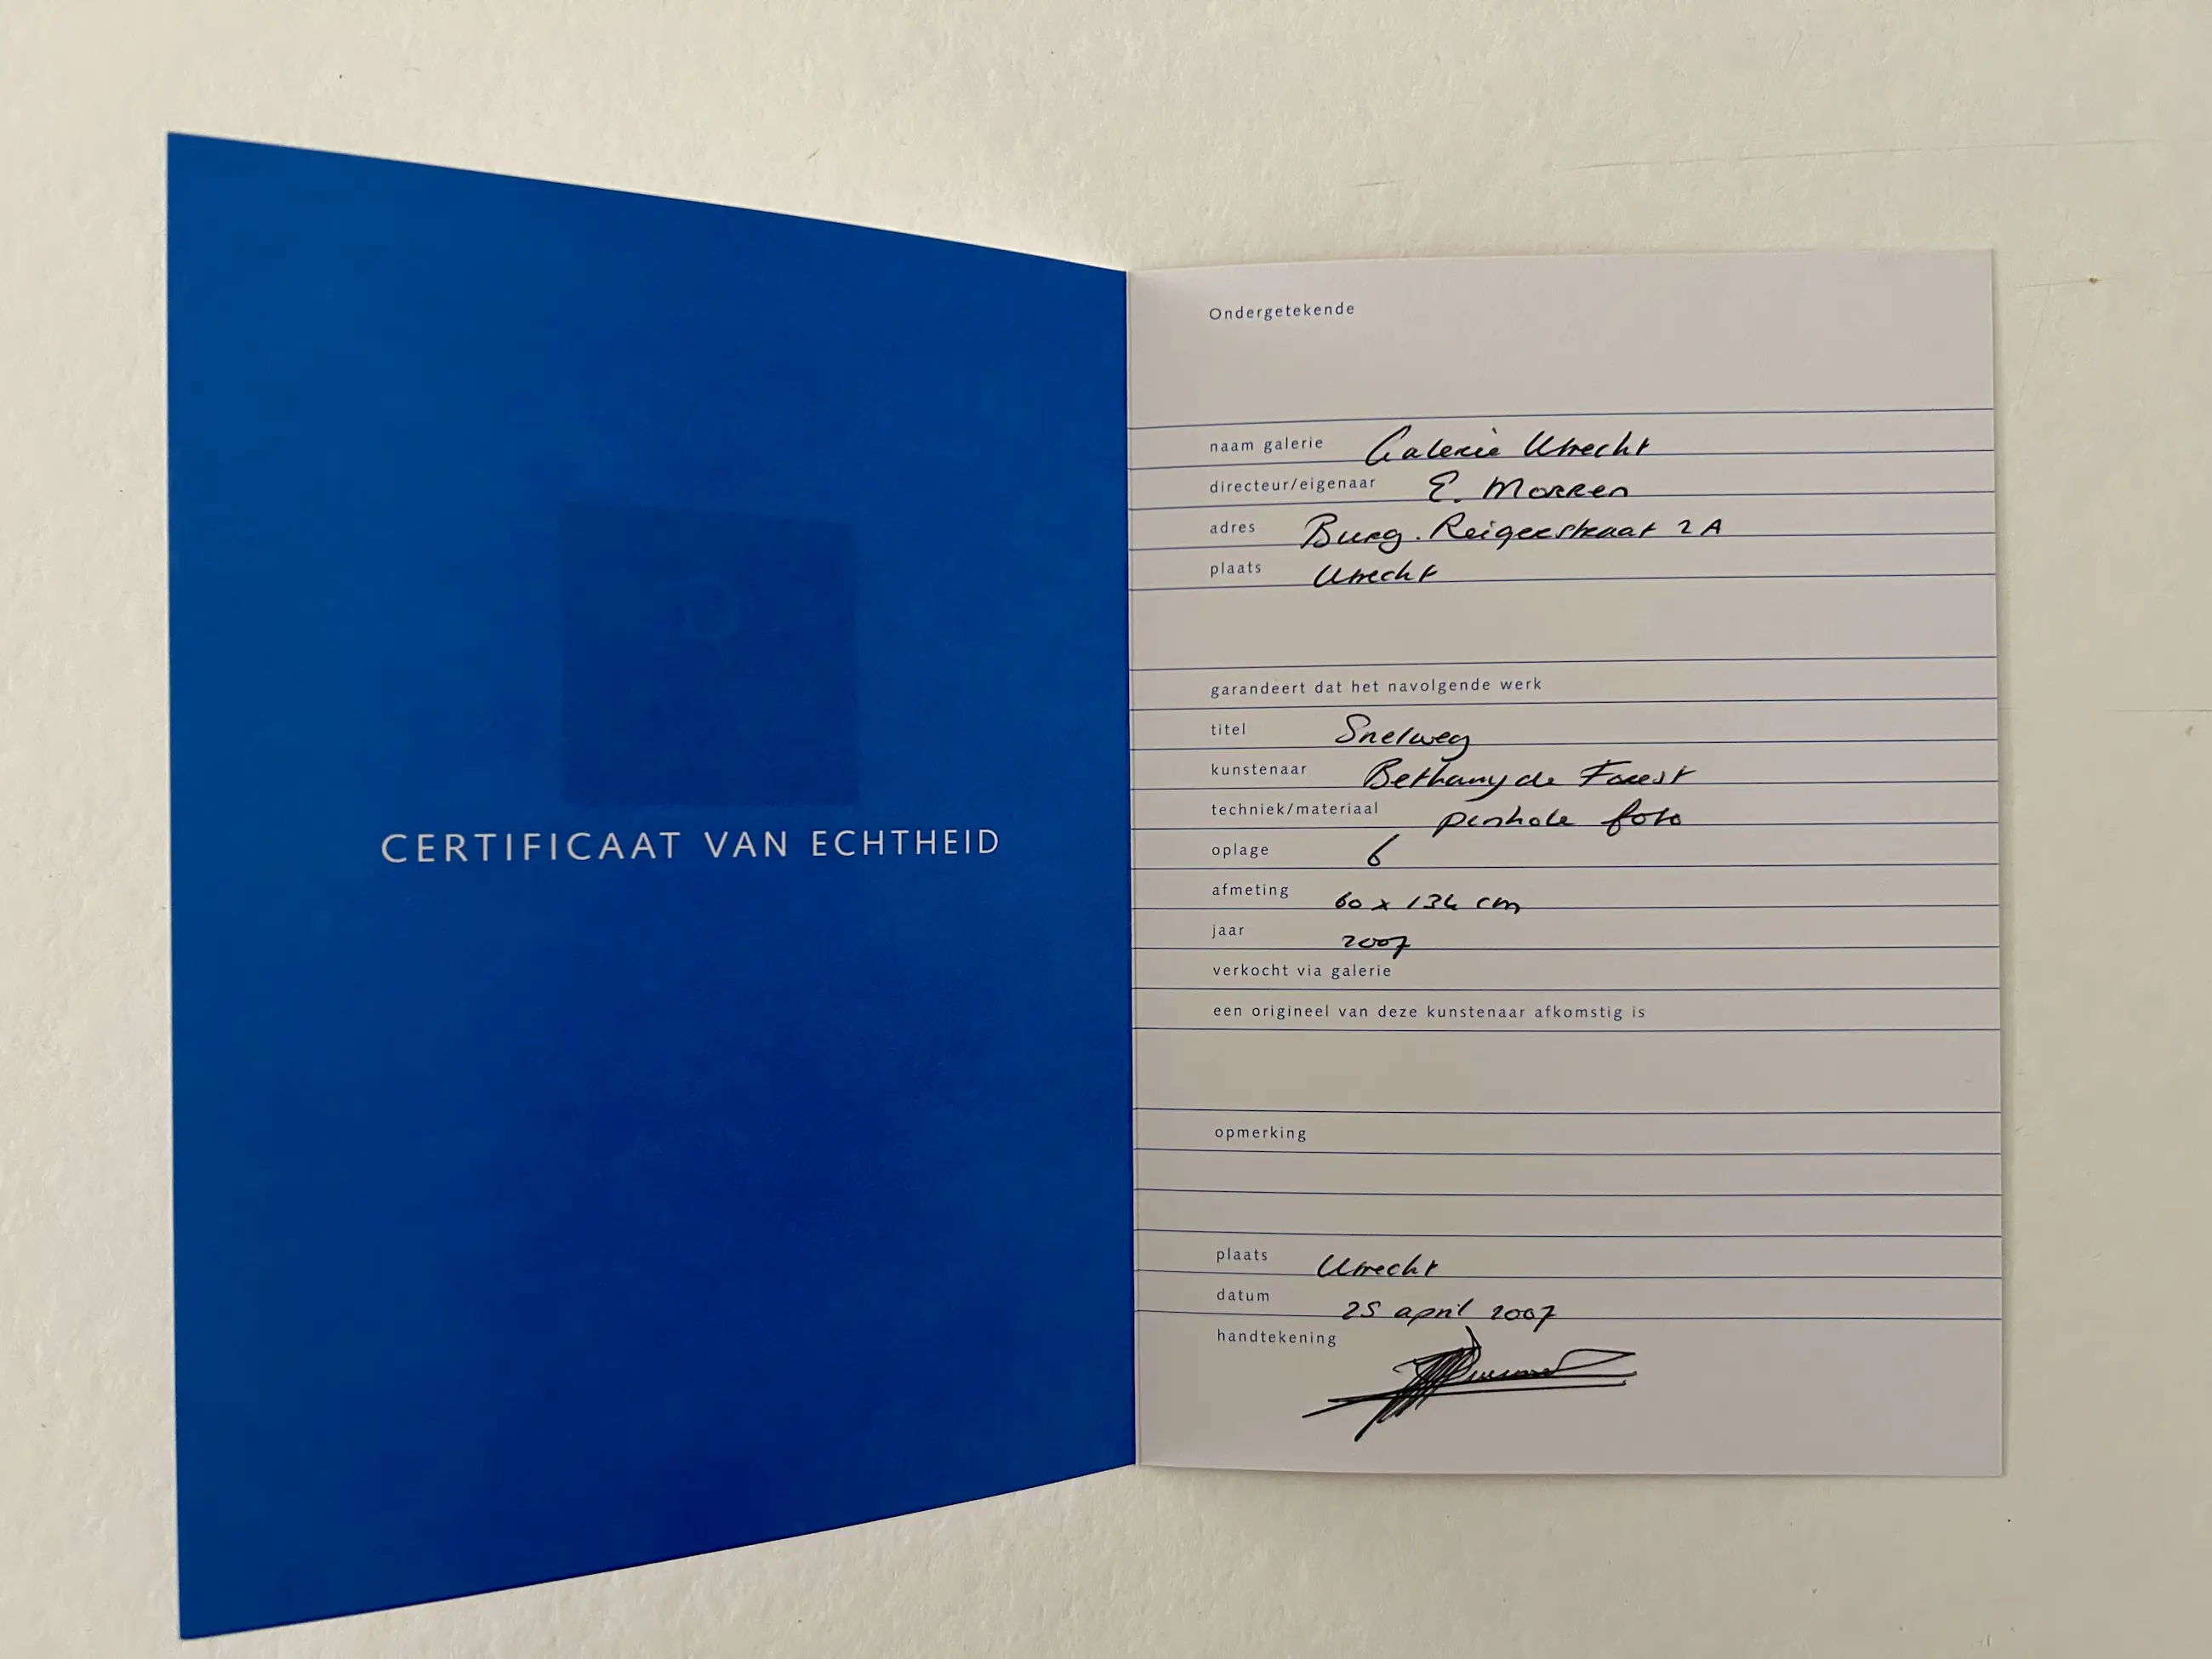 CERTIFICAAT VAN ECHTHEID
Ondergetekende
naam galerie Galerie Utrecht
directeur/eigenaar E. Morren
adres Burg. Reigerstraat 2A
plaats Utrecht
garandeert dat het navolgende werk
titel Snelweg
kunstenaar Bethany de Forest
techniek/materiaal pinhole foto
oplage 6
afmeting 60 x 134 cm
jaar 2007
verkocht via galerie
een origineel van deze kunstenaar afkomstig is
opmerking
plaats Utrecht
datum 25 april 2007
handtekening